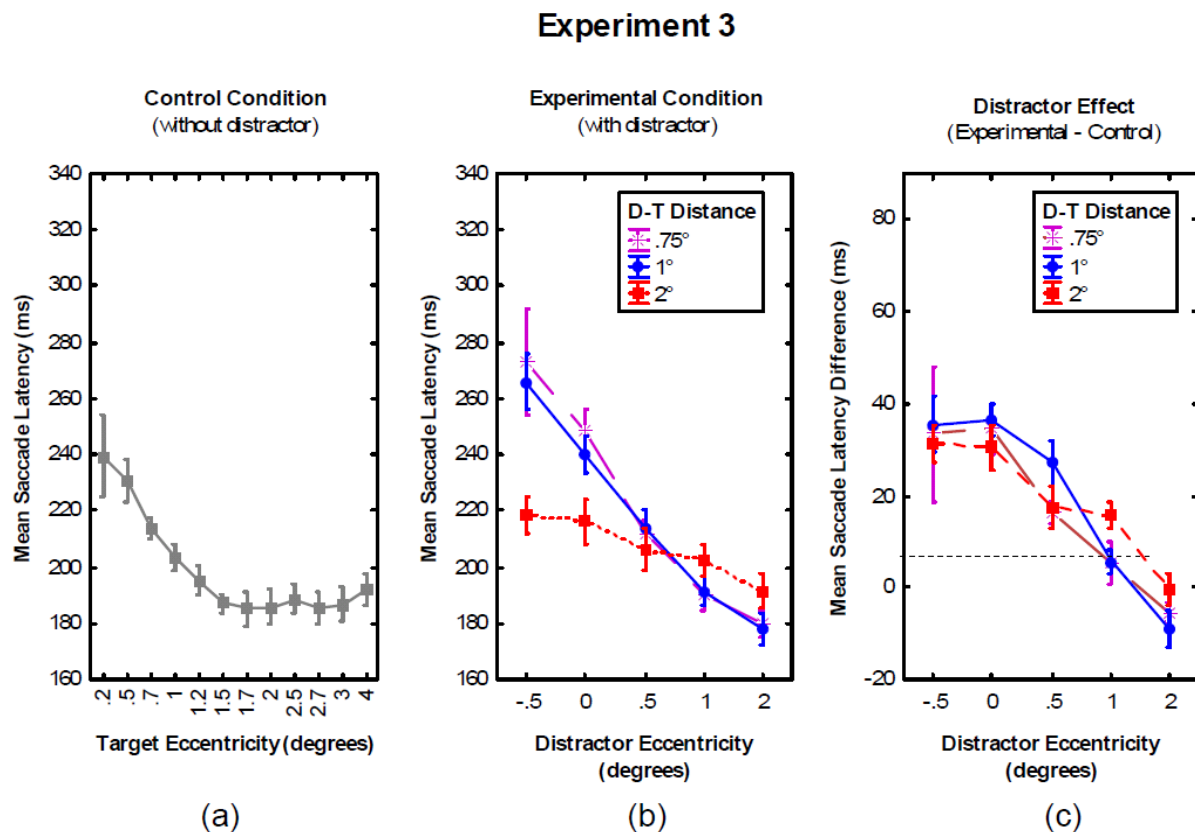 Experiment 3
Control Condition
(without distractor)
Mean Saccade Latency (ms)
340
320
300
280
260
240
220
200
180
160
.2
.5
.7
1
1.2
1.5
1.7
2
2.5
2.7
3
4
Target Eccentricity (degrees)
(a)
Experimental Condition
(with distractor)
Mean Saccade Latency (ms)
340
320
300
280
260
240
220
200
180
160
D-T Distance
.75°
1°
2°
-.5
0
.5
1
2
Distractor Eccentricity
(degrees)
(b)
Distractor Effect
(Experimental - Control)
Mean Saccade Latency Difference (ms)
80
60
40
20
0
-20
D-T Distance
.75°
1°
2°
-.5
0
.5
1
2
Distractor Eccentricity
(degrees)
(c)